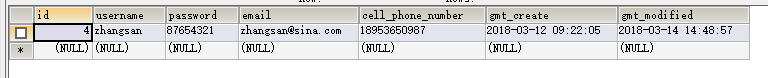 id username password email cell_phone_number gmt_create gmt_modified
4 zhangsan 87654321 zhangsan@sina.com 18953650987 2018-03-12 09:22:05 2018-03-14 14:48:57
* (NULL) (NULL) (NULL) (NULL) (NULL) (NULL) (NULL)